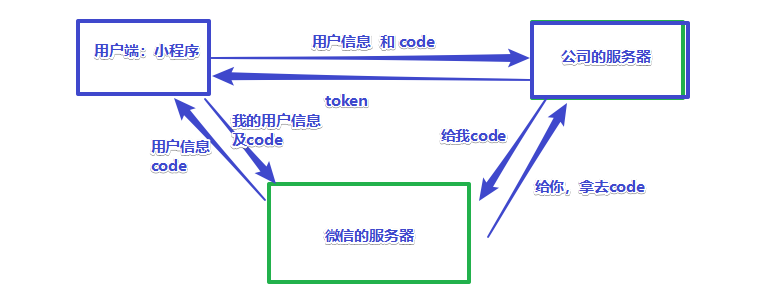 用户端：小程序
用户信息 和 code
公司的服务器
token
我的用户信息
及code
用户信息
code
给我code
给你，拿去code
微信的服务器